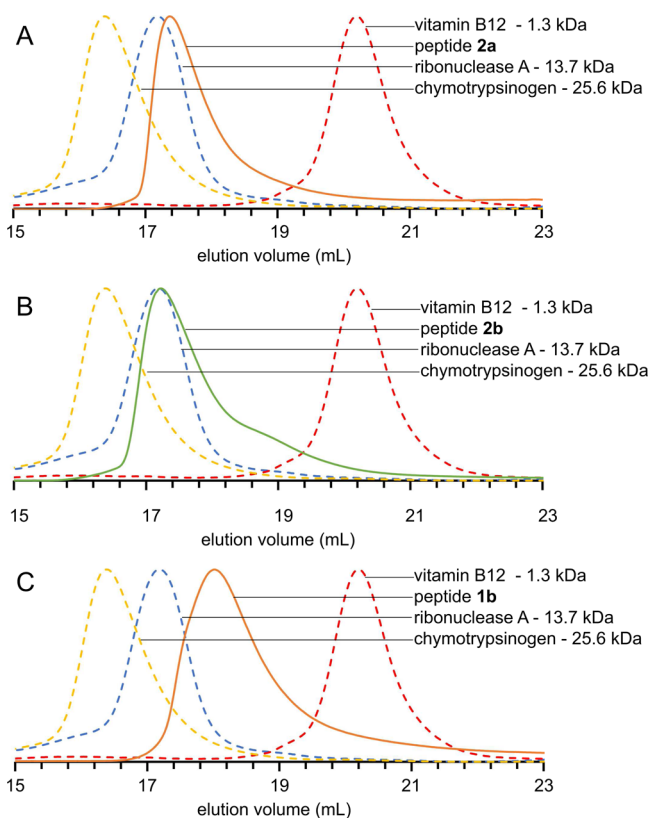 A
vitamin B12 - 1.3 kDa
peptide 2a
ribonuclease A - 13.7 kDa
chymotrypsinogen - 25.6 kDa
15 17 19 21 23
elution volume (mL)
B
vitamin B12 - 1.3 kDa
peptide 2b
ribonuclease A - 13.7 kDa
chymotrypsinogen - 25.6 kDa
15 17 19 21 23
elution volume (mL)
C
vitamin B12 - 1.3 kDa
peptide 1b
ribonuclease A - 13.7 kDa
chymotrypsinogen - 25.6 kDa
15 17 19 21 23
elution volume (mL)